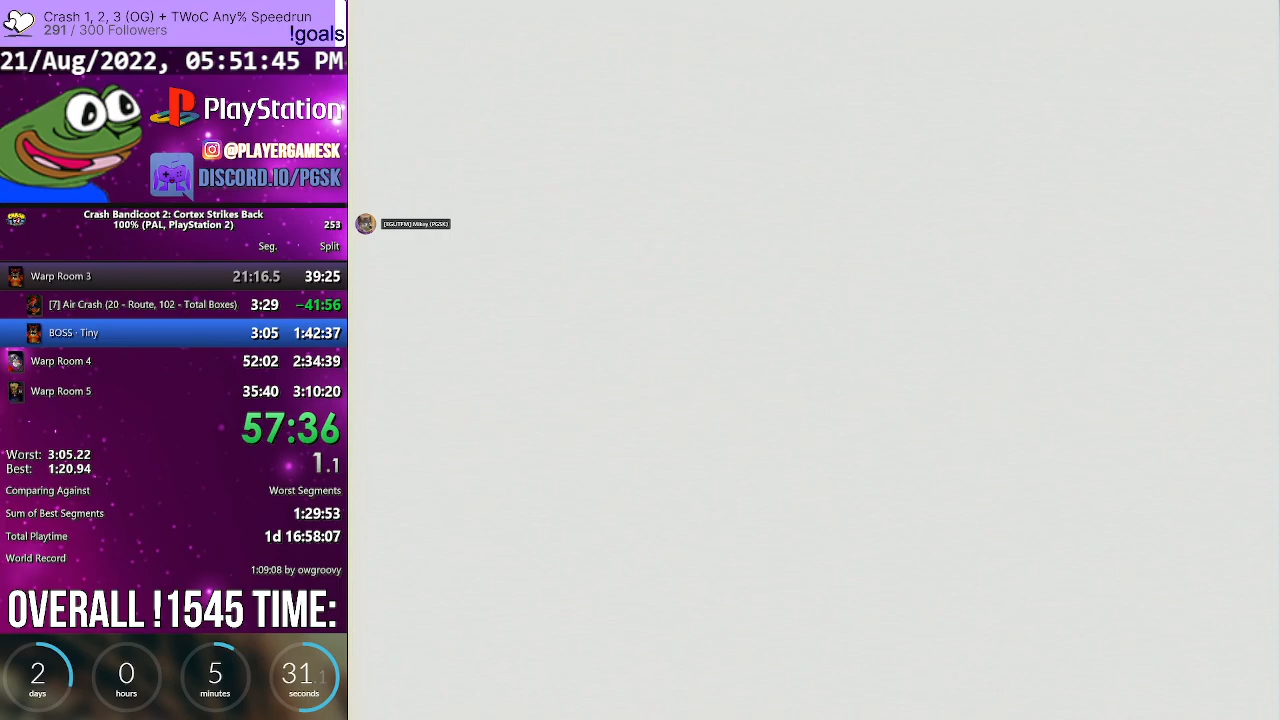 Crash 1, 2, 3 (OG) + TWoC Any% Speedrun
291 / 300 Followers
!goals
21/Aug/2022, 05:51:45 PM
PlayStation
@PLAYERGAMESK
DISCORD.IO/PGSK
Crash Bandicoot 2: Cortex Strikes Back
100% (PAL, PlayStation 2)
253
Seg. Split
Warp Room 3 21:16.5 39:25
[7] Air Crash (20 - Route, 102 - Total Boxes) 3:29 −41:56
BOSS - Tiny 3:05 1:42:37
Warp Room 4 52:02 2:34:39
Warp Room 5 35:40 3:10:20
57:36
Worst: 3:05.22
Best: 1:20.94
1.1
Comparing Against Worst Segments
Sum of Best Segments 1:29:53
Total Playtime 1d 16:58:07
World Record
1:09:08 by owgroovy
OVERALL !1545 TIME:
2 0 5 31.1
days hours minutes seconds
Mikey (PGSK)